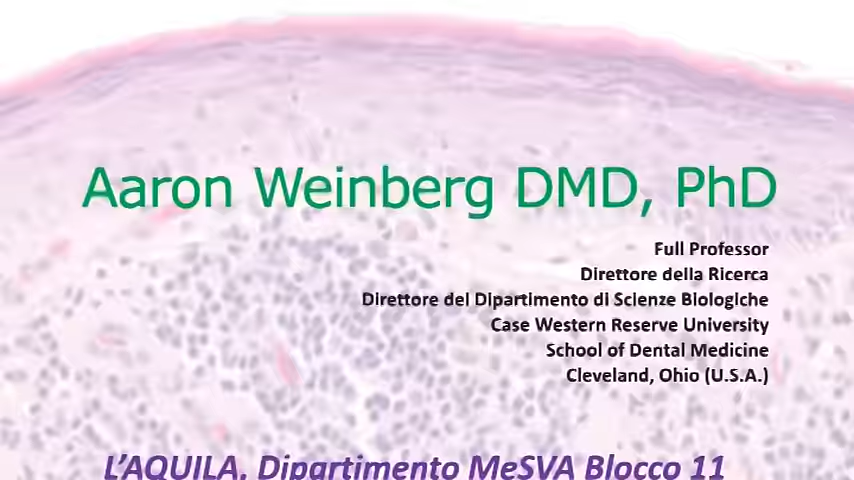 Aaron Weinberg DMD, PhD
Full Professor
Direttore della Ricerca
Direttore del Dipartimento di Scienze Biologiche
Case Western Reserve University
School of Dental Medicine
Cleveland, Ohio (U.S.A.)
L'AQUILA, Dipartimento MeSVA Blocco 11